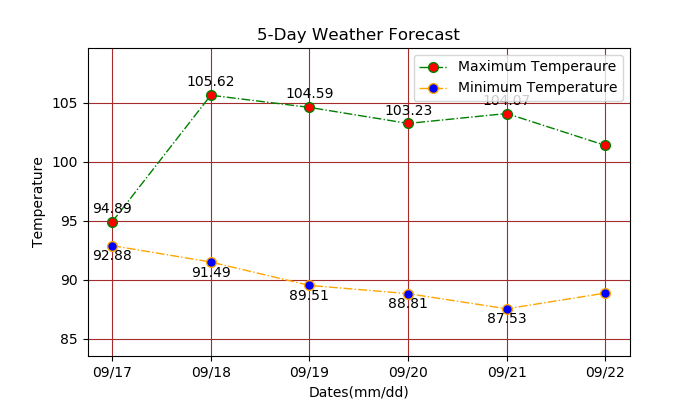 5-Day Weather Forecast
Maximum Temperaure
Minimum Temperature
105.62
104.59
103.23
104.07
94.89
92.88
91.49
89.51
88.81
87.53
Temperature
105
100
95
90
85
09/17 09/18 09/19 09/20 09/21 09/22
Dates(mm/dd)